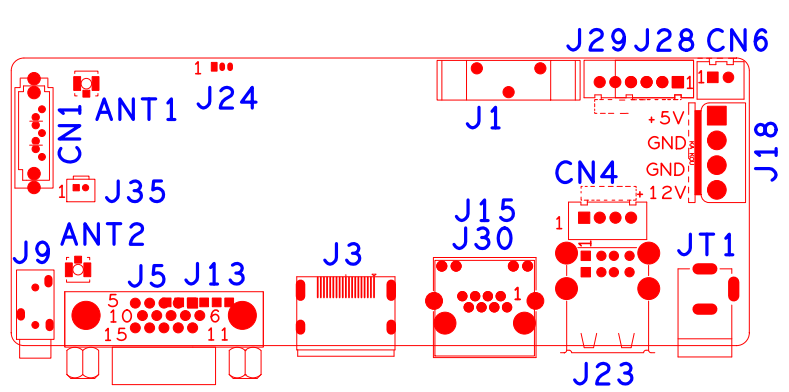 J29 J28 CN6
1
J24
1
1
ANT1
J1
CN1
+5V
GND
GND
+12V
J18
CN4
1
J35
1
J15
J30
ANT2
1
J9
J5 J13
J3
JT1
5
10
6
15
11
1
J23